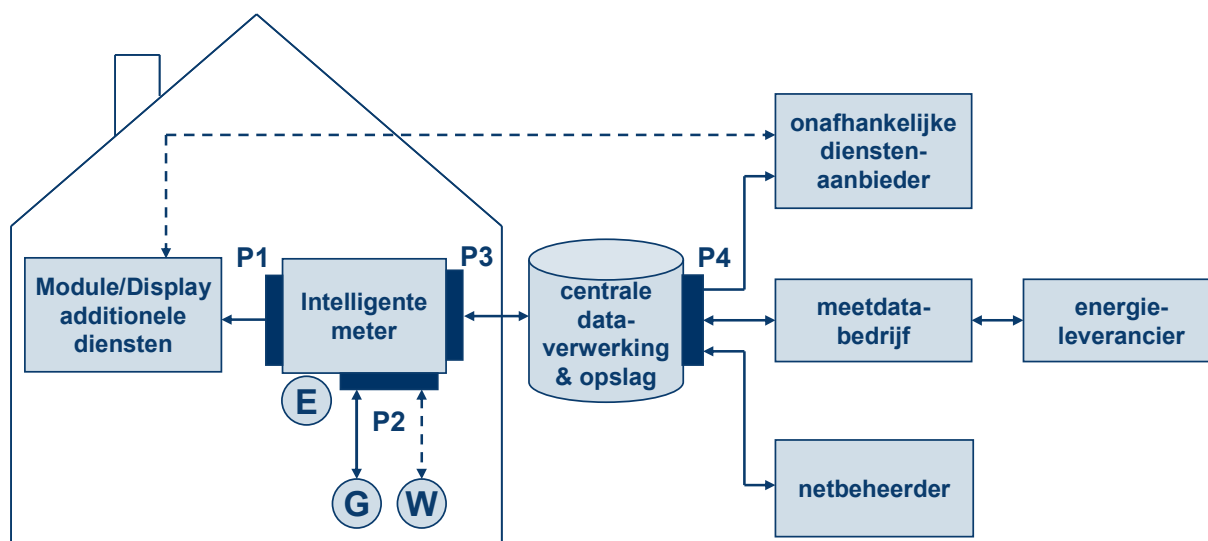 onafhankelijke
diensten-
aanbieder
P1
P3
P4
Module/Display
additionele
diensten
Intelligente
meter
centrale
data-
verwerking
& opslag
meetdata-
bedrijf
energie-
leverancier
E
P2
G
W
netbeheerder